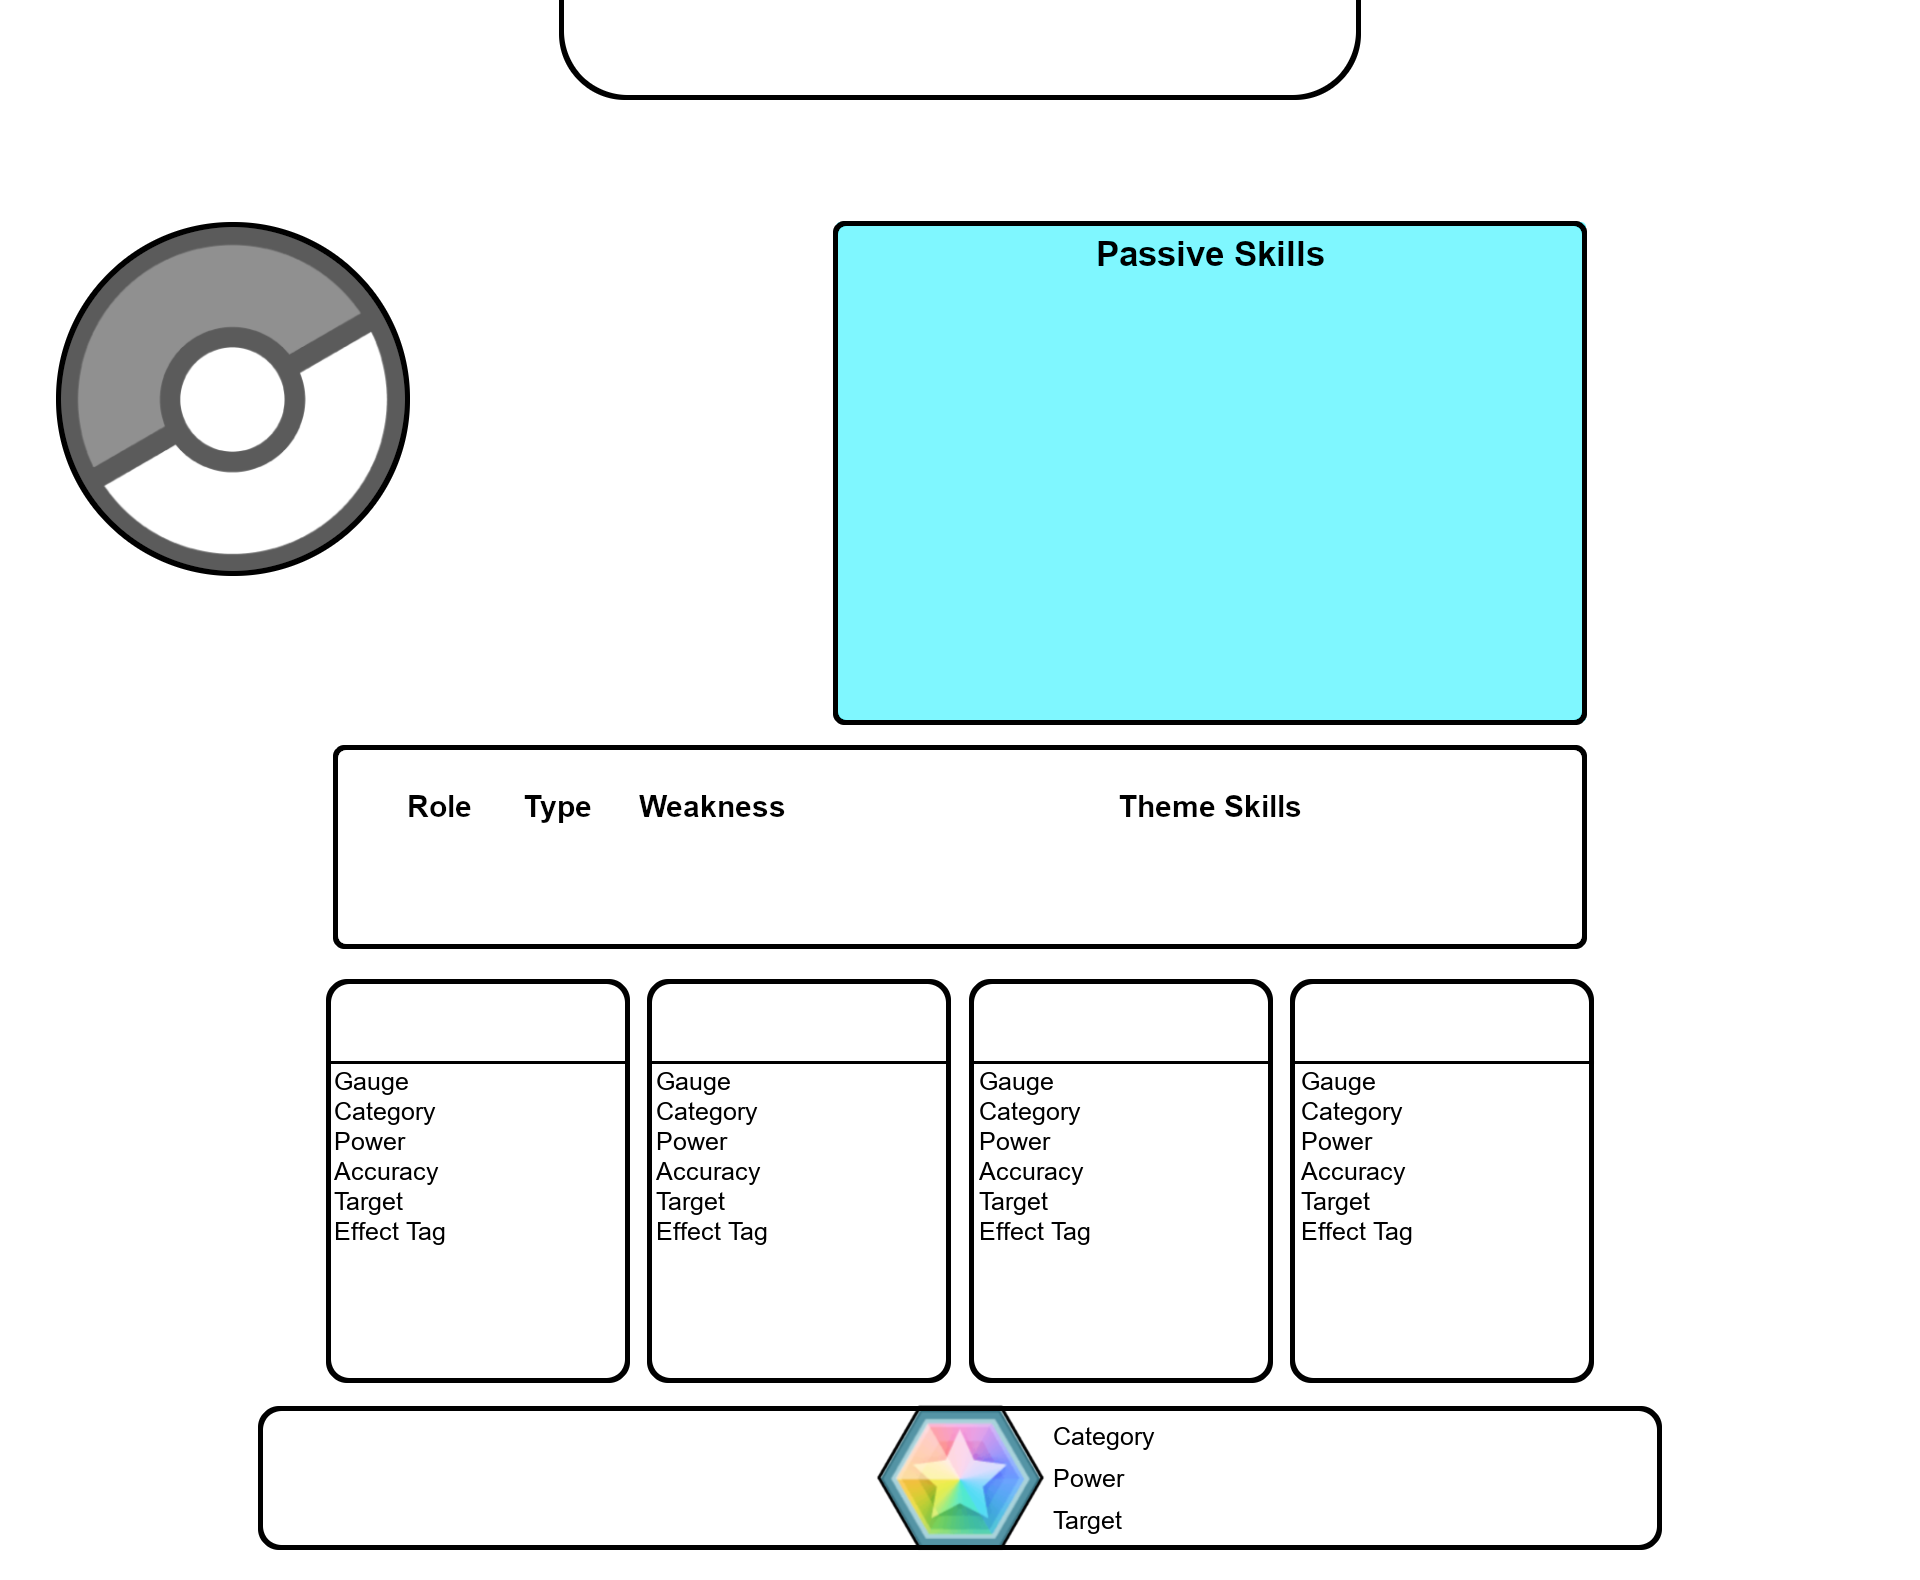 Passive Skills
Role Type Weakness Theme Skills
Gauge
Category
Power
Accuracy
Target
Effect Tag
Gauge
Category
Power
Accuracy
Target
Effect Tag
Gauge
Category
Power
Accuracy
Target
Effect Tag
Gauge
Category
Power
Accuracy
Target
Effect Tag
Category
Power
Target